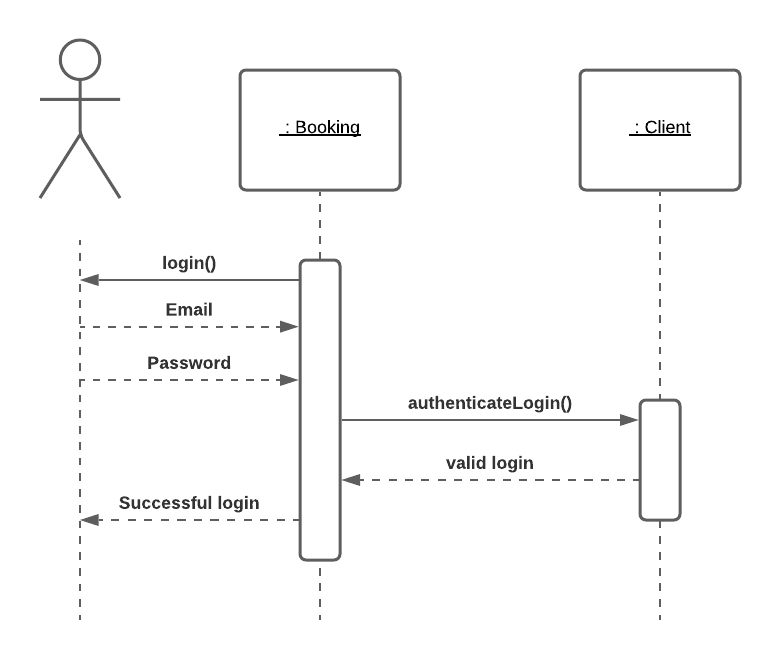 : Booking
: Client
login()
Email
Password
authenticateLogin()
valid login
Successful login